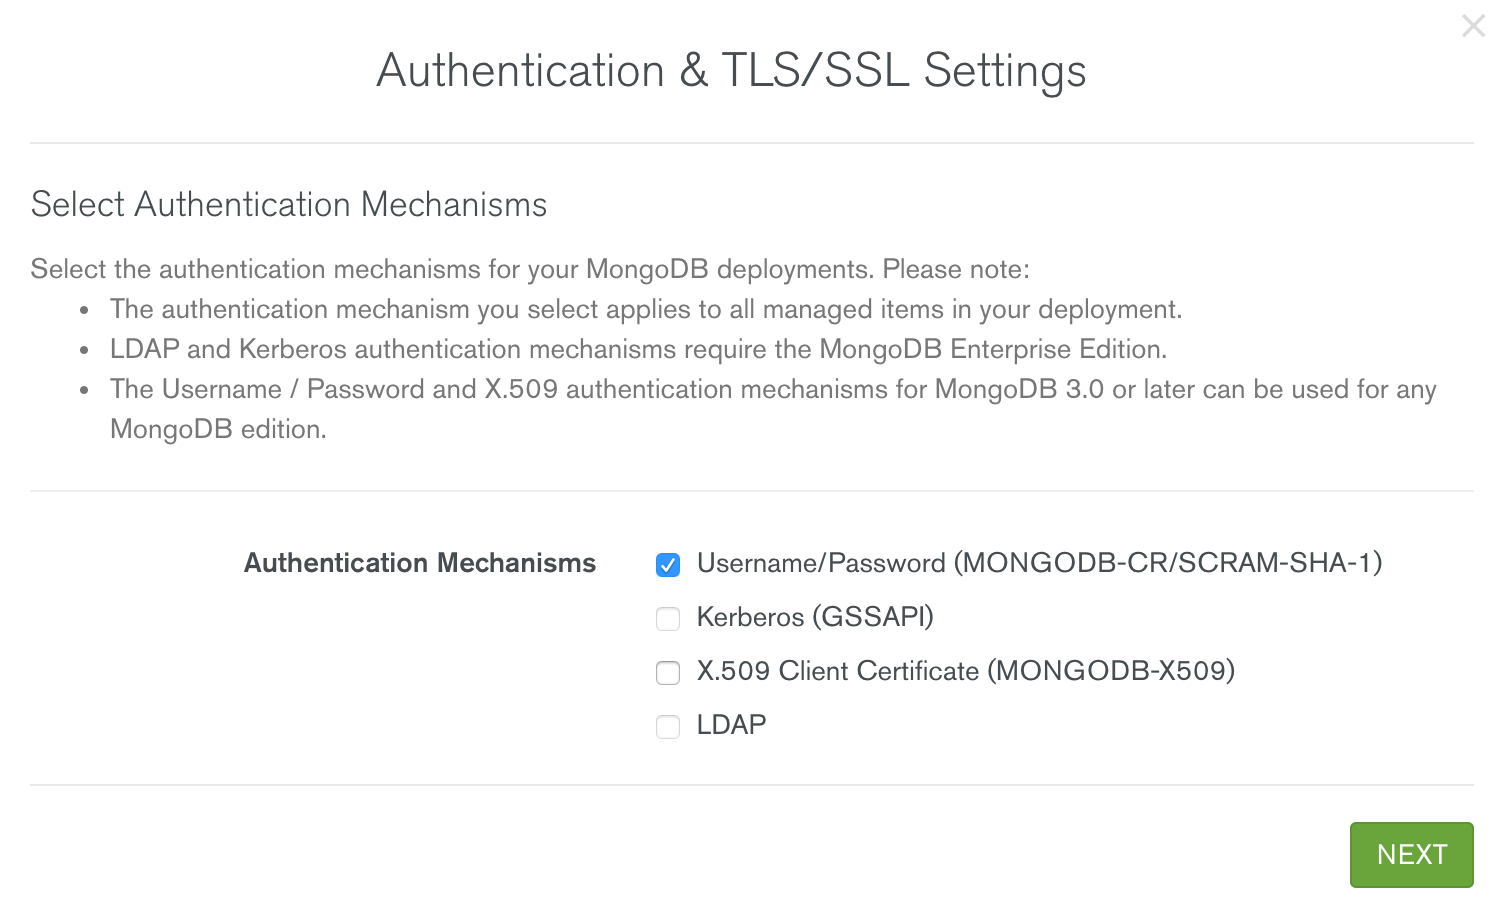 Authentication & TLS/SSL Settings
Select Authentication Mechanisms
Select the authentication mechanisms for your MongoDB deployments. Please note:
• The authentication mechanism you select applies to all managed items in your deployment.
• LDAP and Kerberos authentication mechanisms require the MongoDB Enterprise Edition.
• The Username / Password and X.509 authentication mechanisms for MongoDB 3.0 or later can be used for any
MongoDB edition.
Authentication Mechanisms
Username/Password (MONGODB-CR/SCRAM-SHA-1)
Kerberos (GSSAPI)
X.509 Client Certificate (MONGODB-X509)
LDAP
NEXT